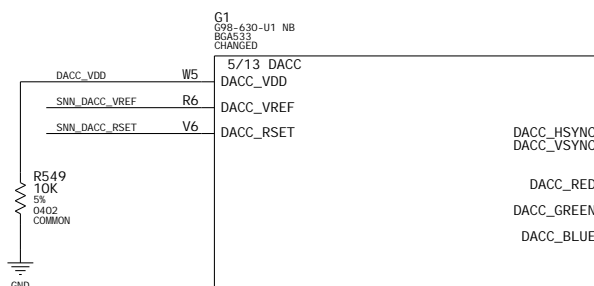 G1
G98-630-U1 NB
BGA533
CHANGED
5/13 DACC
DACC_VDD W5 DACC_VDD
SNN_DACC_VREF R6 DACC_VREF
SNN_DACC_RSET V6 DACC_RSET
DACC_HSYNC
DACC_VSYNC
R549
10K
5%
0402
COMMON
DACC_RED
DACC_GREEN
DACC_BLUE
GND